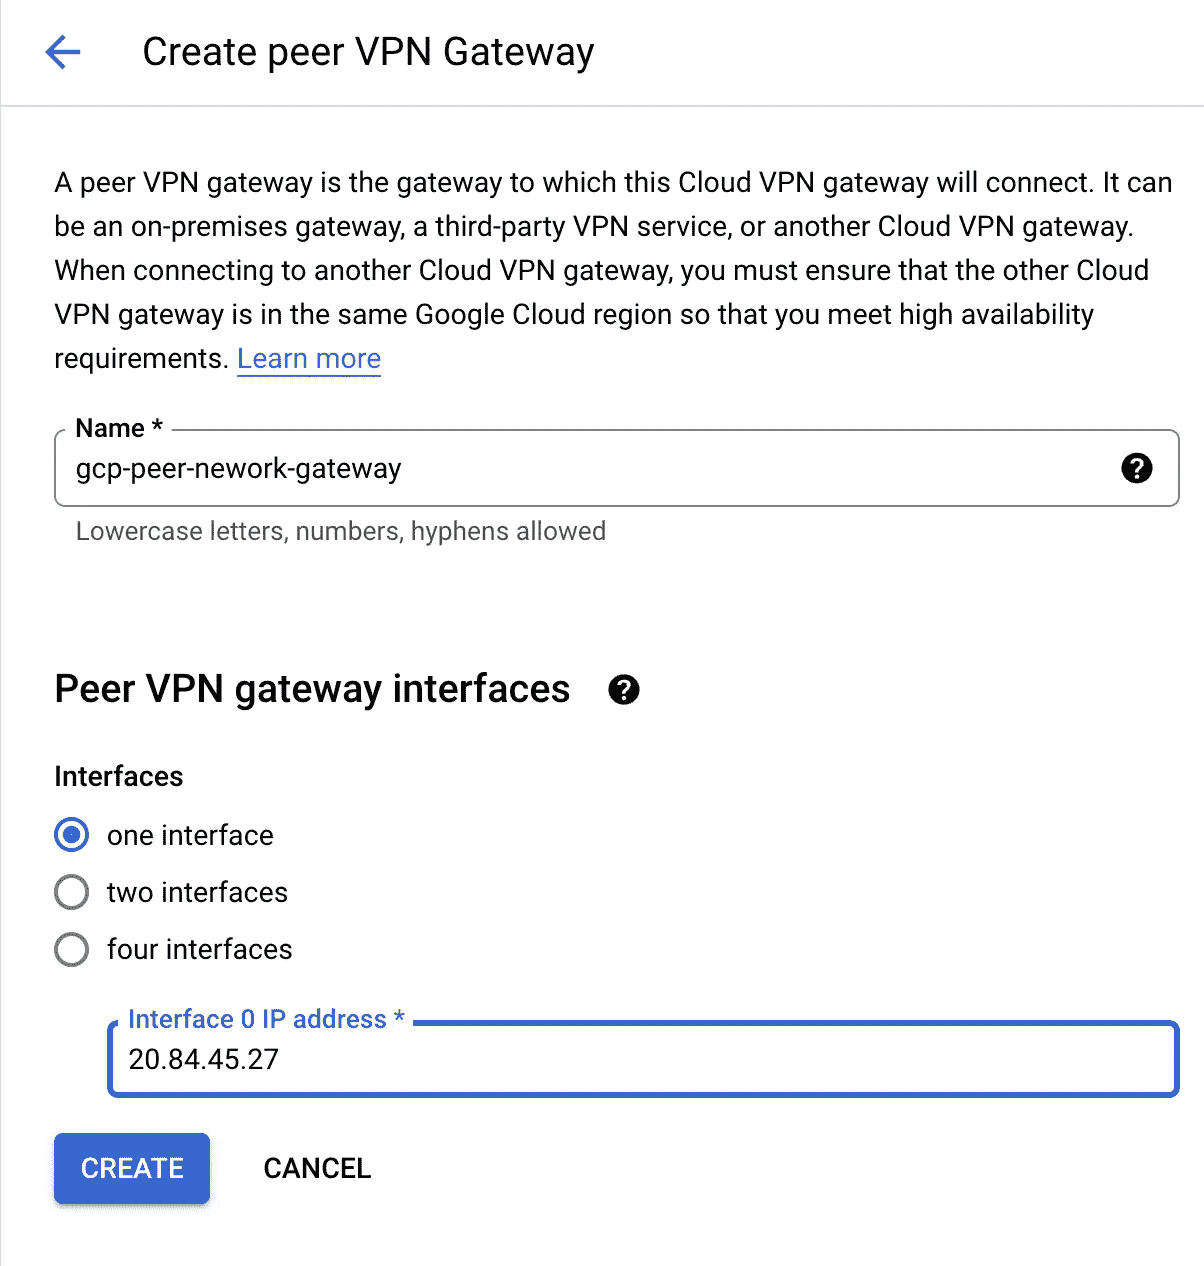 Create peer VPN Gateway
A peer VPN gateway is the gateway to which this Cloud VPN gateway will connect. It can
be an on-premises gateway, a third-party VPN service, or another Cloud VPN gateway.
When connecting to another Cloud VPN gateway, you must ensure that the other Cloud
VPN gateway is in the same Google Cloud region so that you meet high availability
requirements. Learn more
Name *
gcp-peer-nework-gateway
Lowercase letters, numbers, hyphens allowed
Peer VPN gateway interfaces
Interfaces
one interface
two interfaces
four interfaces
Interface 0 IP address *
20.84.45.27
CREATE CANCEL